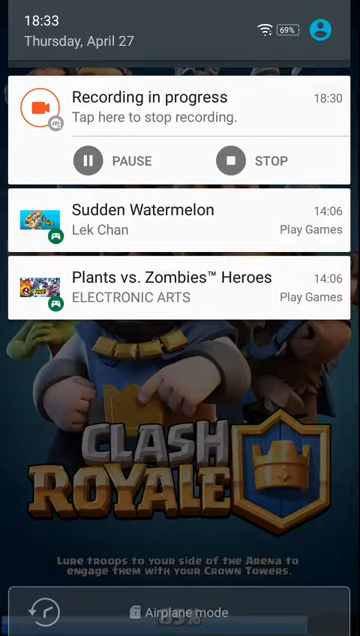 18:33
Thursday, April 27
69%
Recording in progress
18:30
Tap here to stop recording.
PAUSE
STOP
Sudden Watermelon
14:06
Lek Chan
Play Games
Plants vs. Zombies™ Heroes
14:06
ELECTRONIC ARTS
Play Games
CLASH
ROYALE
Lure troops to your side of the Arena to
engage them with your Crown Towers.
Airplane mode